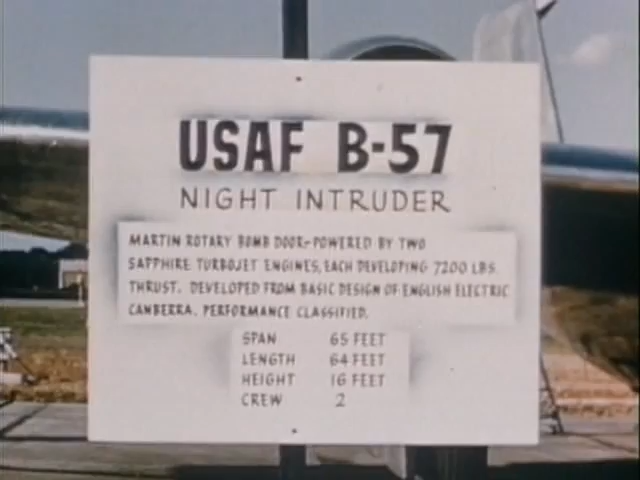 USAF B-57
NIGHT INTRUDER
MARTIN ROTARY BOMB DOOR-POWERED BY TWO
SAPPHIRE TURBOJET ENGINES, EACH DEVELOPING 7200 LBS.
THRUST. DEVELOPED FROM BASIC DESIGN OF ENGLISH ELECTRIC
CANBERRA. PERFORMANCE CLASSIFIED.
SPAN 65 FEET
LENGTH 64 FEET
HEIGHT 16 FEET
CREW 2